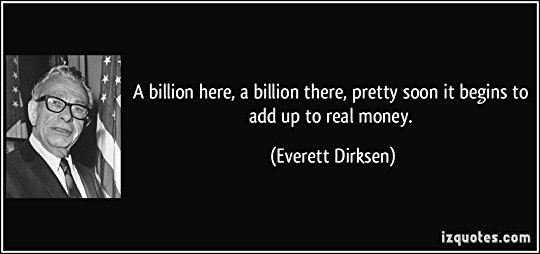 A billion here, a billion there, pretty soon it begins to
add up to real money.
(Everett Dirksen)
izquotes.com